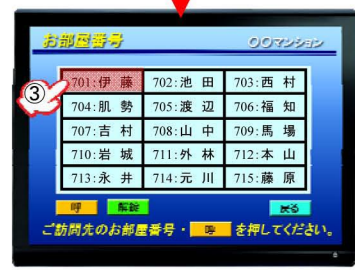 お部屋番号 〇〇マンション
③
701:伊 藤 702:池 田 703:西 村
704:肌 勢 705:渡 辺 706:福 知
707:吉 村 708:山 中 709:馬 場
710:岩 城 711:外 林 712:本 山
713:永 井 714:元 川 715:藤 原
呼 解錠 戻る
ご訪問先のお部屋番号・ 呼 を押してください。